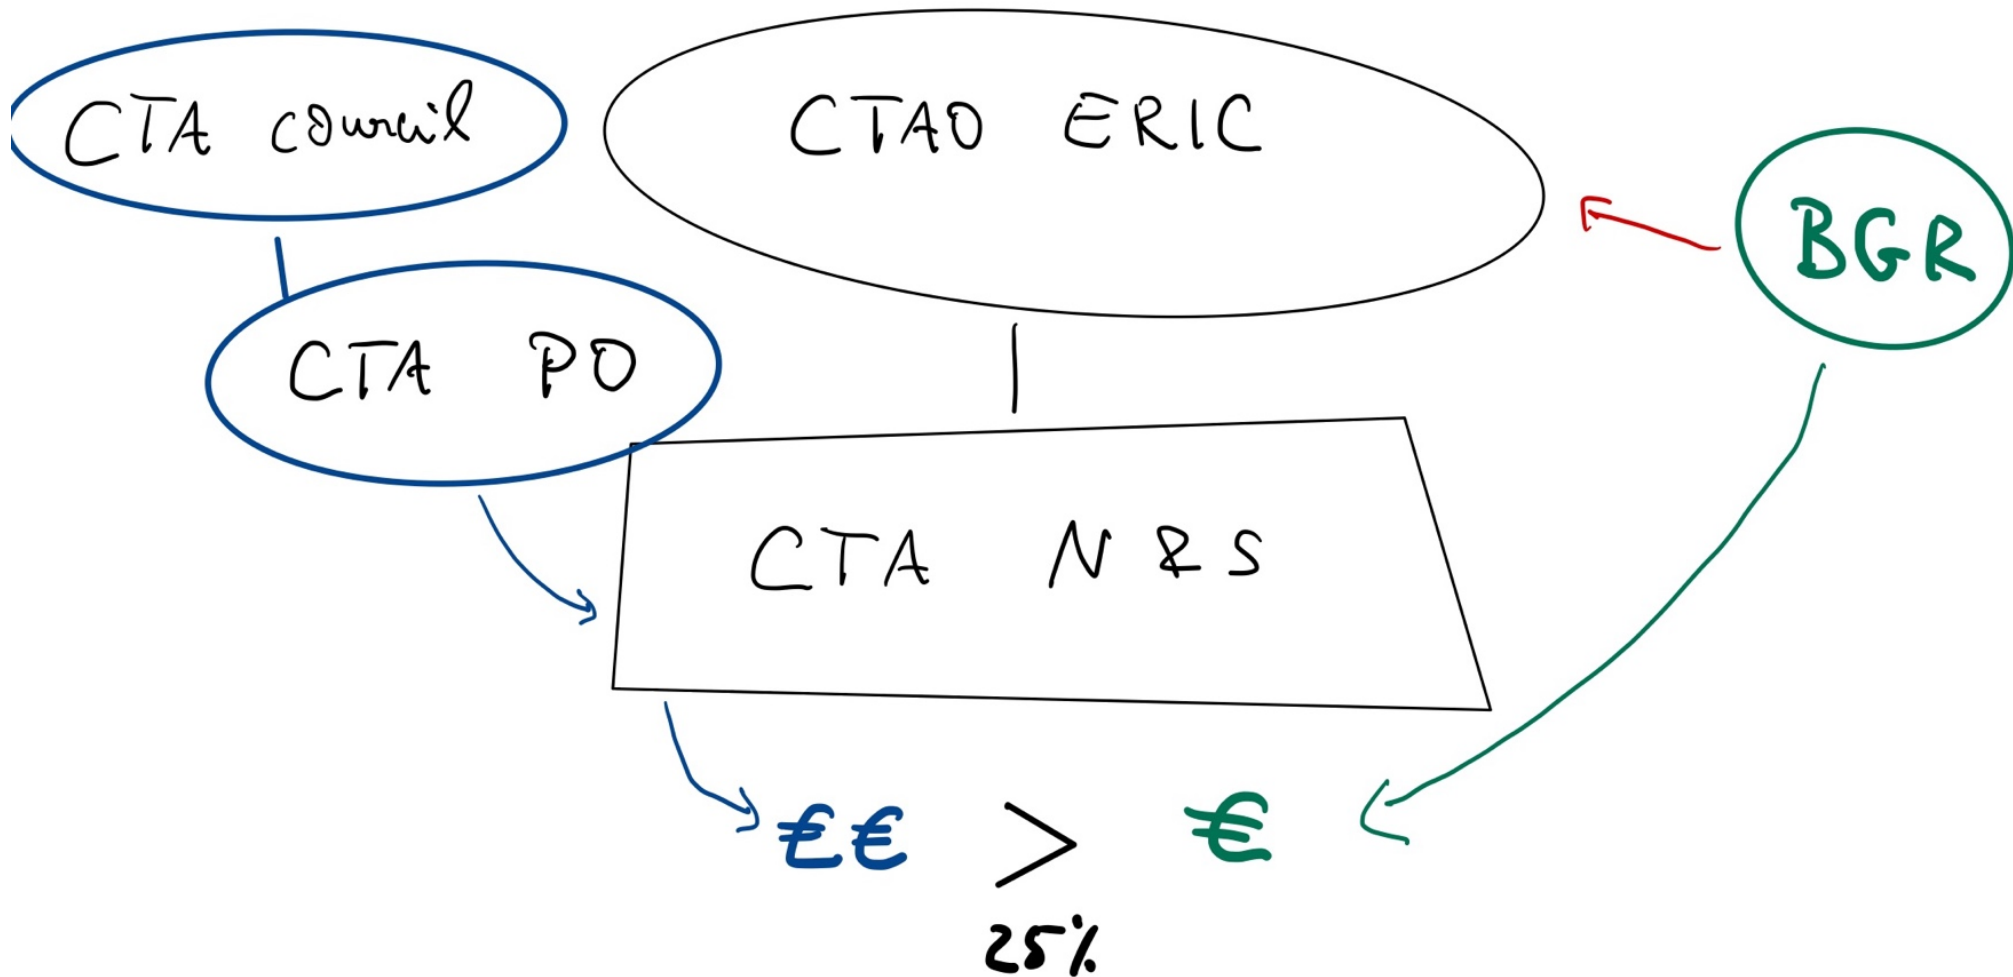 CTA council
CTAO ERIC
BGR
CTA PO
CTA N & S
€€ > €
25%